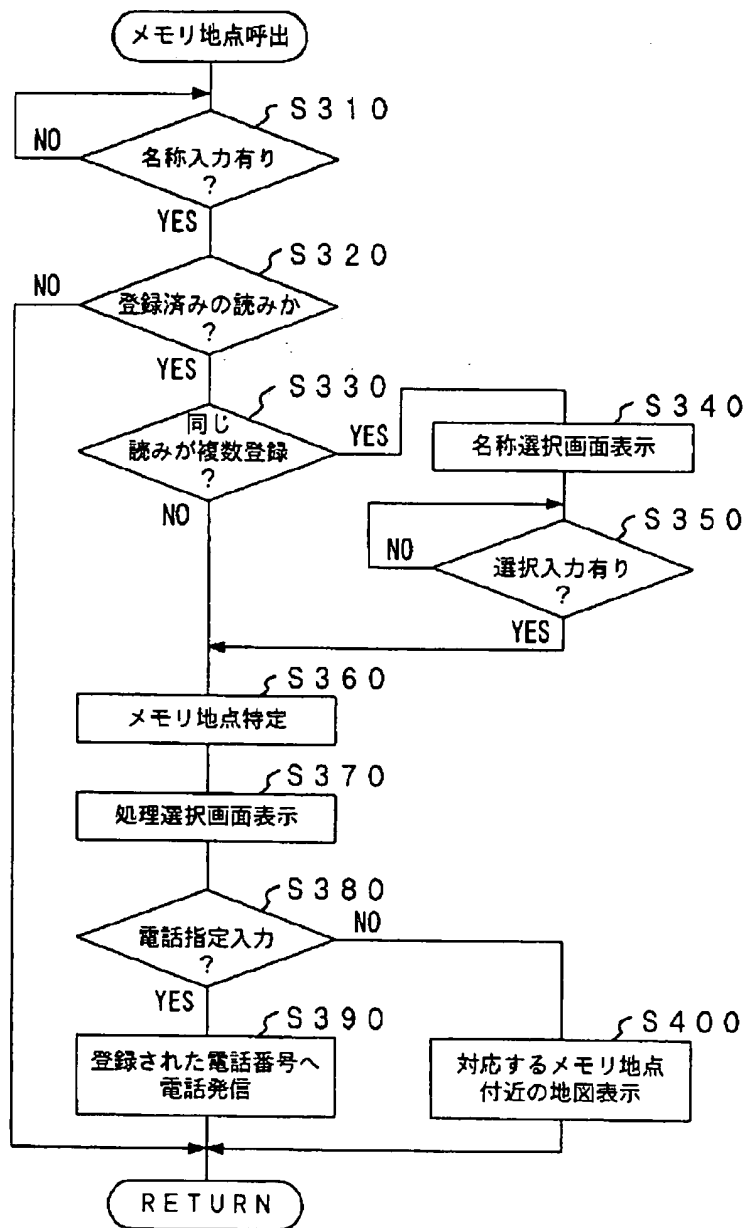 メモリ地点呼出
S310
NO
名称入力有り
?
YES
S320
NO
登録済みの読みか
?
YES
S330
同じ
読みが複数登録
?
YES
S340
名称選択画面表示
NO
S350
NO
選択入力有り
?
YES
S360
メモリ地点特定
S370
処理選択画面表示
S380
電話指定入力
?
NO
YES
S390
登録された電話番号へ
電話発信
S400
対応するメモリ地点
付近の地図表示
RETURN